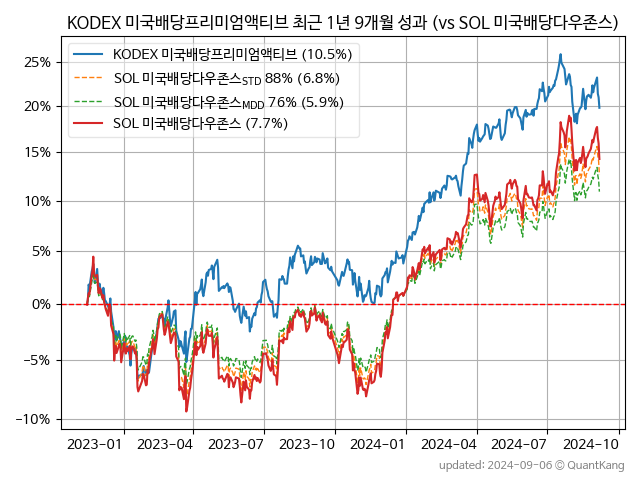 KODEX 미국배당프리미엄액티브 최근 1년 9개월 성과 (vs SOL 미국배당다우존스)
KODEX 미국배당프리미엄액티브 (10.5%)
SOL 미국배당다우존스STD 88% (6.8%)
SOL 미국배당다우존스MDD 76% (5.9%)
SOL 미국배당다우존스 (7.7%)
25%
20%
15%
10%
5%
0%
−5%
−10%
2023−01 2023−04 2023−07 2023−10 2024−01 2024−04 2024−07 2024−10
updated: 2024-09-06 © QuantKang